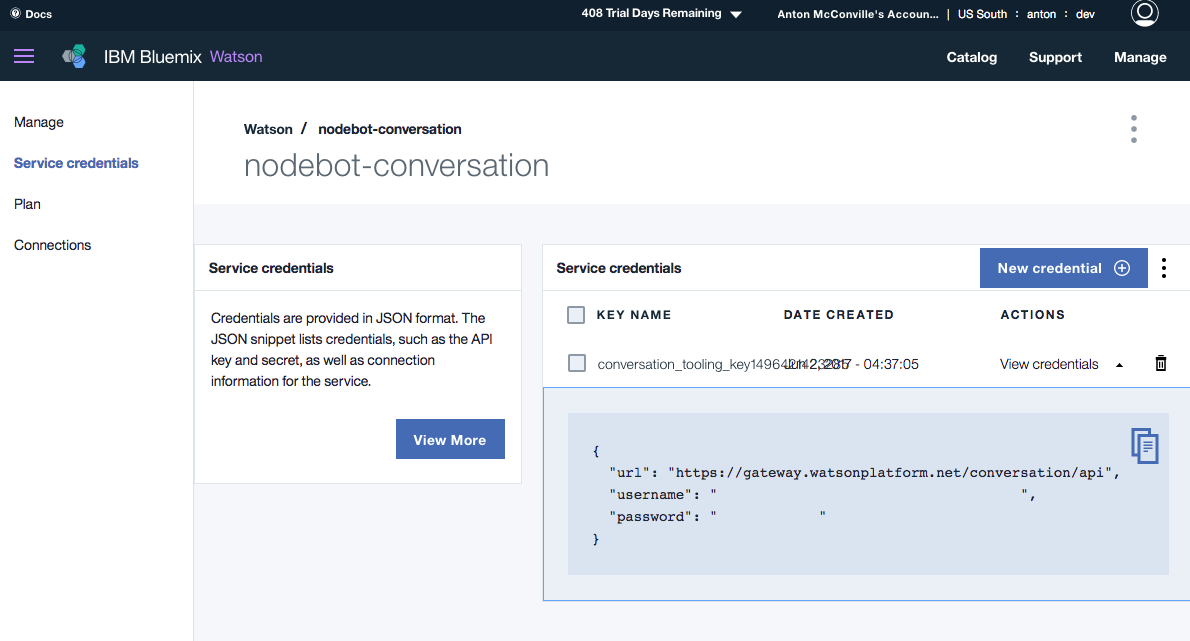 Docs
408 Trial Days Remaining
Anton McConville's Accoun... | US South : anton : dev
IBM Bluemix Watson
Catalog
Support
Manage
Manage
Service credentials
Plan
Connections
Watson / nodebot-conversation
nodebot-conversation
Service credentials
Credentials are provided in JSON format. The
JSON snippet lists credentials, such as the API
key and secret, as well as connection
information for the service.
View More
Service credentials
New credential
KEY NAME
DATE CREATED
ACTIONS
2017 - 04:37:05
View credentials
{
"url": "https://gateway.watsonplatform.net/conversation/api",
"username": " ",
"password": " "
}